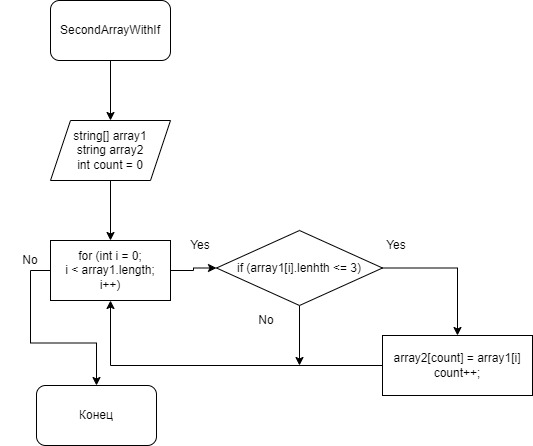 SecondArrayWithIf
string[] array1
string array2
int count = 0
for (int i = 0;
i < array1.length;
i++)
No
Yes
if (array1[i].lenhth <= 3)
Yes
No
array2[count] = array1[i]
count++;
Конец